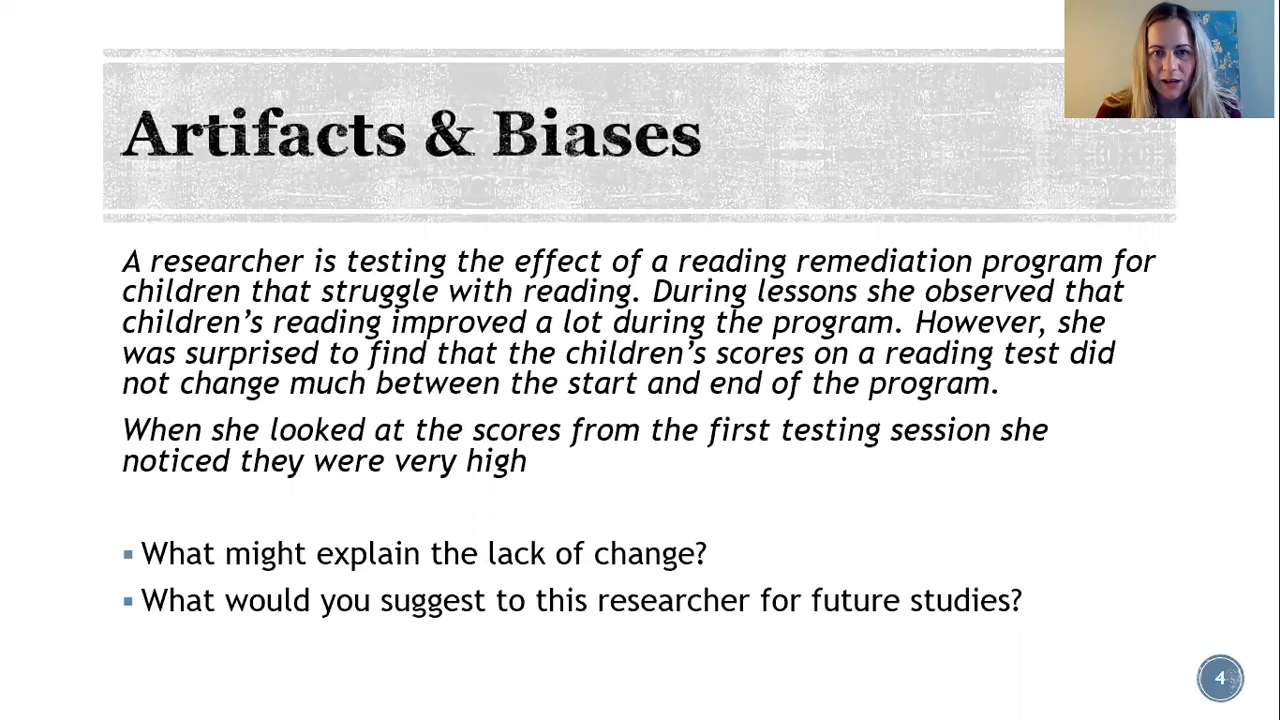 Artifacts & Biases
A researcher is testing the effect of a reading remediation program for
children that struggle with reading. During lessons she observed that
children’s reading improved a lot during the program. However, she
was surprised to find that the children’s scores on a reading test did
not change much between the start and end of the program.
When she looked at the scores from the first testing session she
noticed they were very high
▪ What might explain the lack of change?
▪ What would you suggest to this researcher for future studies?
4